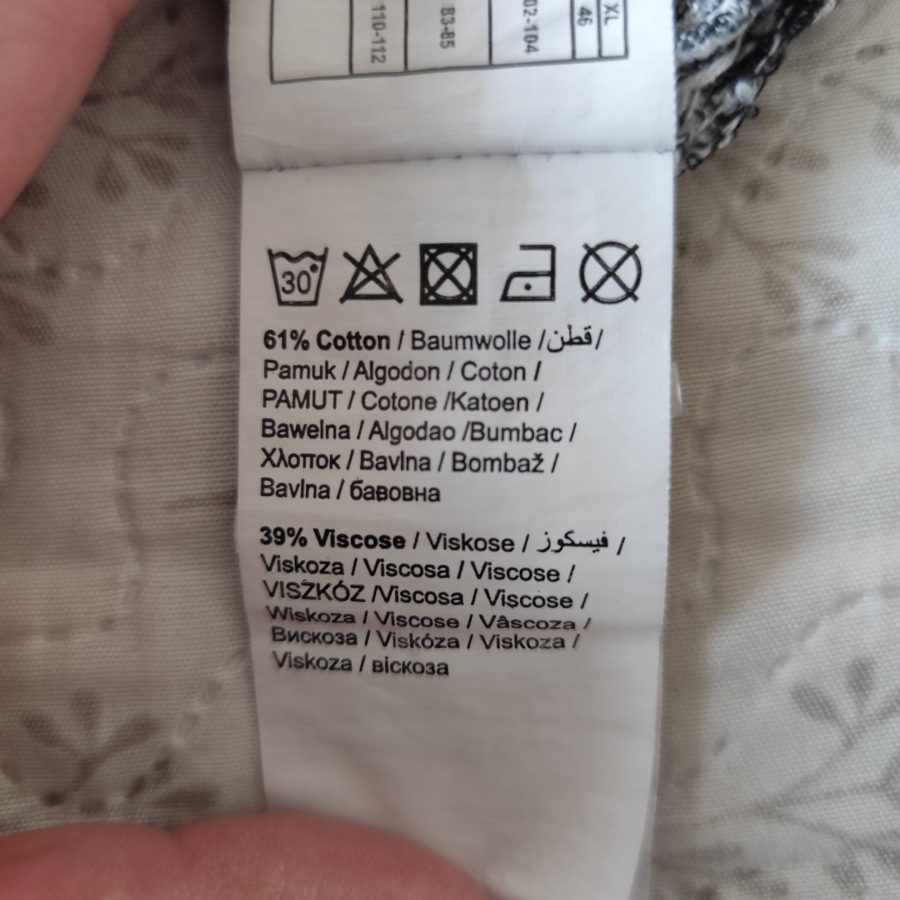 XL
46
02-104
83-85
110-112
30°
61% Cotton / Baumwolle /قطن/
Pamuk / Algodon / Coton /
PAMUT / Cotone /Katoen /
Bawelna / Algodao /Bumbac /
Хλοποκ / Bavlna / Bombaž /
Bavlna / бавовна
39% Viscose / Viskose / فيسكوز /
Viskoza / Viscosa / Viscose /
VISZKÓZ /Viscosa / Viscose /
Wiskoza / Viscose / Vâscoza /
Вискоза / Viskóza / Viskoza /
Viskoza / віскоза